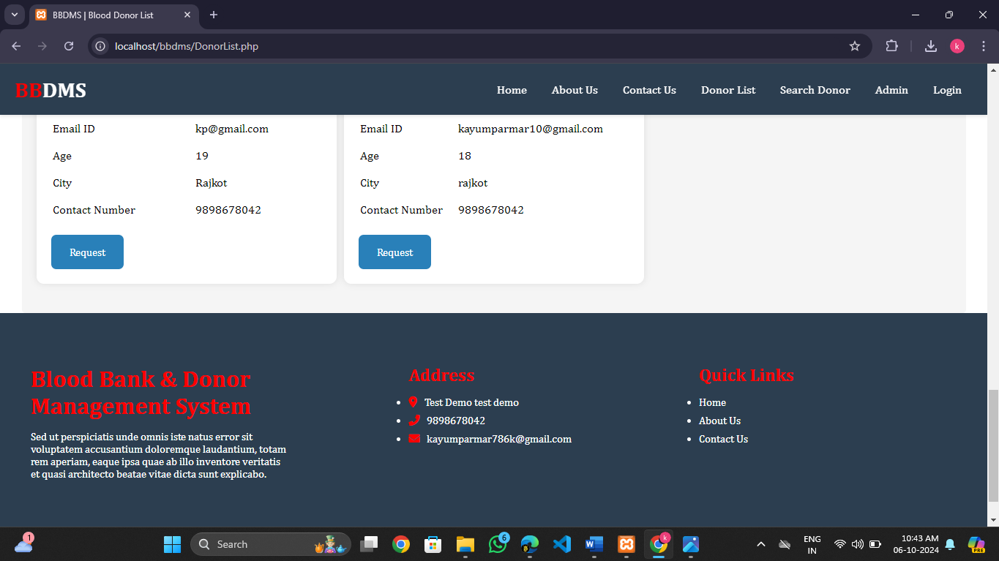 BBDMS | Blood Donor List
localhost/bbdms/DonorList.php
k
BBDMS
Home About Us Contact Us Donor List Search Donor Admin Login
Email ID kp@gmail.com
Age 19
City Rajkot
Contact Number 9898678042
Request
Email ID kayumparmar10@gmail.com
Age 18
City rajkot
Contact Number 9898678042
Request
Blood Bank & Donor
Management System
Sed ut perspiciatis unde omnis iste natus error sit
voluptatem accusantium doloremque laudantium, totam
rem aperiam, eaque ipsa quae ab illo inventore veritatis
et quasi architecto beatae vitae dicta sunt explicabo.
Address
Test Demo test demo
9898678042
kayumparmar786k@gmail.com
Quick Links
Home
About Us
Contact Us
1
Search
6
k
ENG
IN
10:43 AM
06-10-2024
PRE